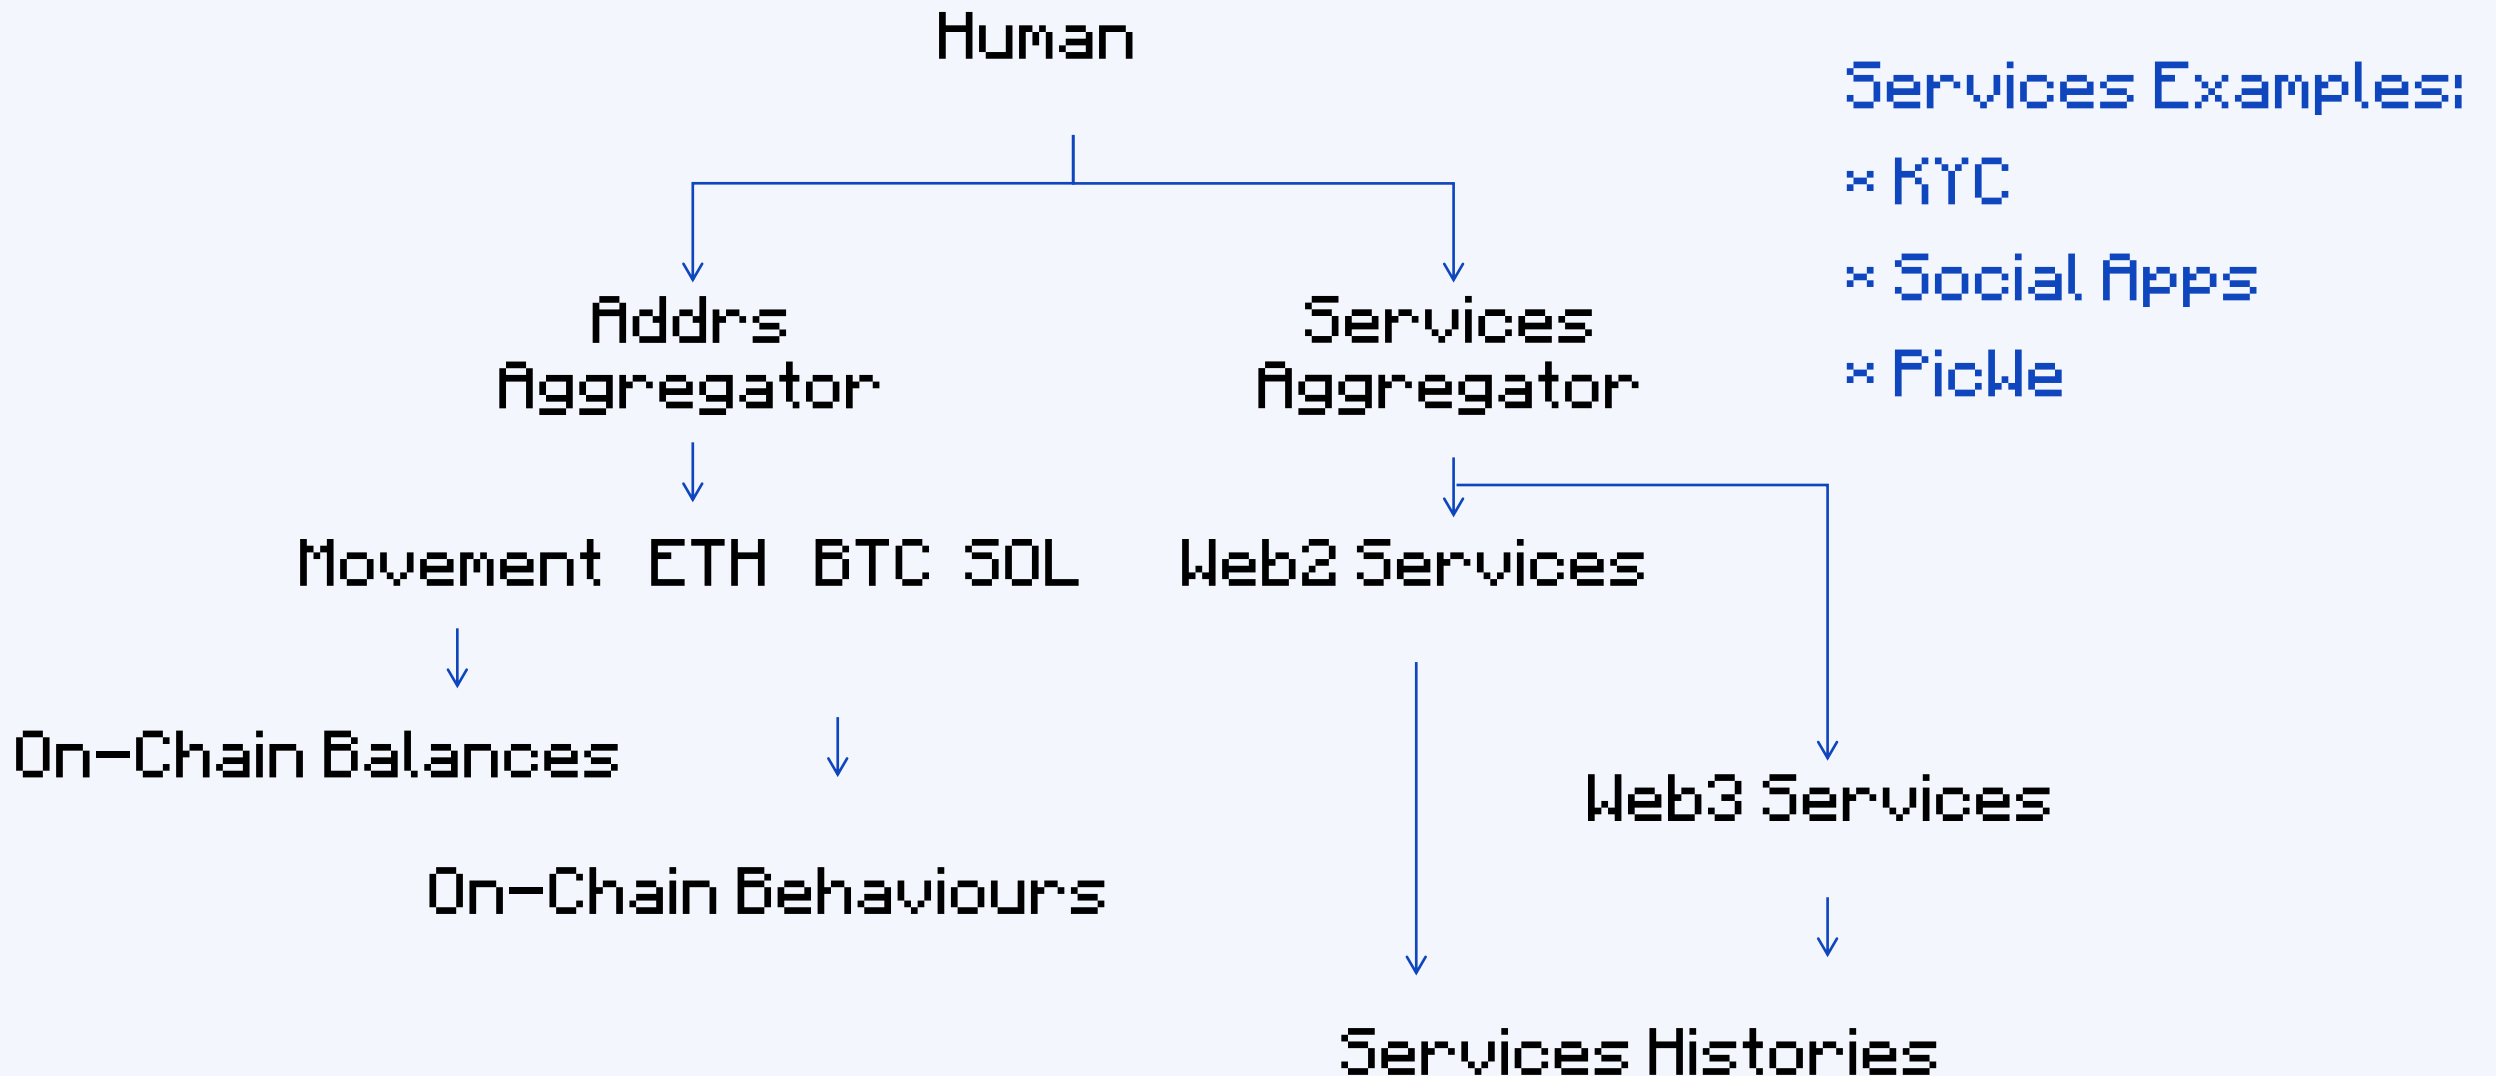 Human
Services Examples:
× KYC
× Social Apps
× Pickle
Addrs
Aggregator
Services
Aggregator
Movement ETH BTC SOL
Web2 Services
On-Chain Balances
Web3 Services
On-Chain Behaviours
Services Histories